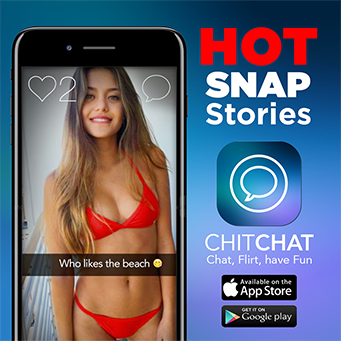 HOT
SNAP
Stories
2
Who likes the beach 😋
CHITCHAT
Chat, Flirt, have Fun
Available on the
App Store
GET IT ON
Google play